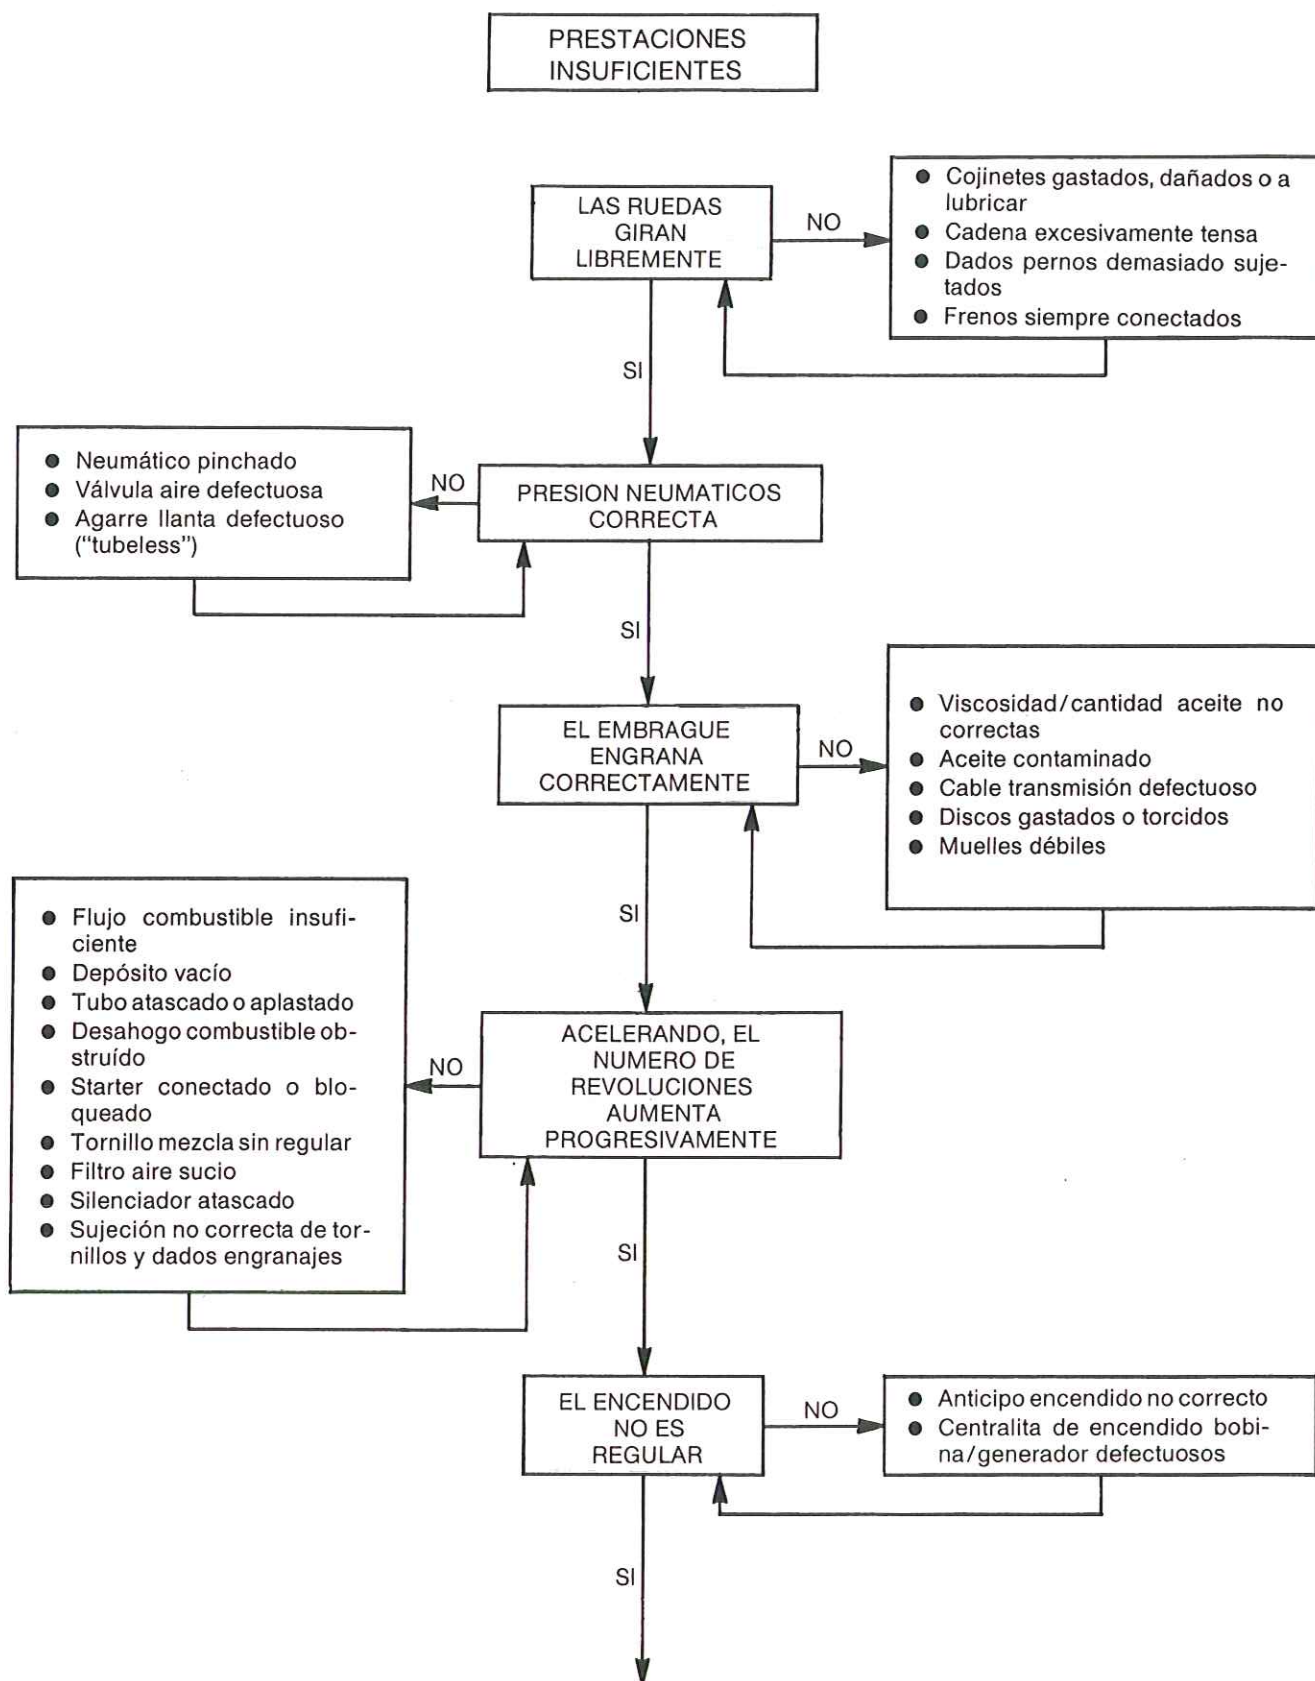 PRESTACIONES
INSUFICIENTES
LAS RUEDAS
GIRAN
LIBREMENTE
NO
● Cojinetes gastados, dañados o a
lubricar
● Cadena excesivamente tensa
● Dados pernos demasiado suje-
tados
● Frenos siempre conectados
SI
● Neumático pinchado
● Válvula aire defectuosa
● Agarre llanta defectuoso
(“tubeless”)
NO
PRESION NEUMATICOS
CORRECTA
SI
EL EMBRAGUE
ENGRANA
CORRECTAMENTE
NO
● Viscosidad/cantidad aceite no
correctas
● Aceite contaminado
● Cable transmisión defectuoso
● Discos gastados o torcidos
● Muelles débiles
SI
● Flujo combustible insufi-
ciente
● Depósito vacío
● Tubo atascado o aplastado
● Desahogo combustible ob-
struído
● Starter conectado o blo-
queado
● Tornillo mezcla sin regular
● Filtro aire sucio
● Silenciador atascado
● Sujeción no correcta de tor-
nillos y dados engranajes
NO
ACELERANDO, EL
NUMERO DE
REVOLUCIONES
AUMENTA
PROGRESIVAMENTE
SI
EL ENCENDIDO
NO ES
REGULAR
NO
● Anticipo encendido no correcto
● Centralita de encendido bobi-
na/generador defectuosos
SI